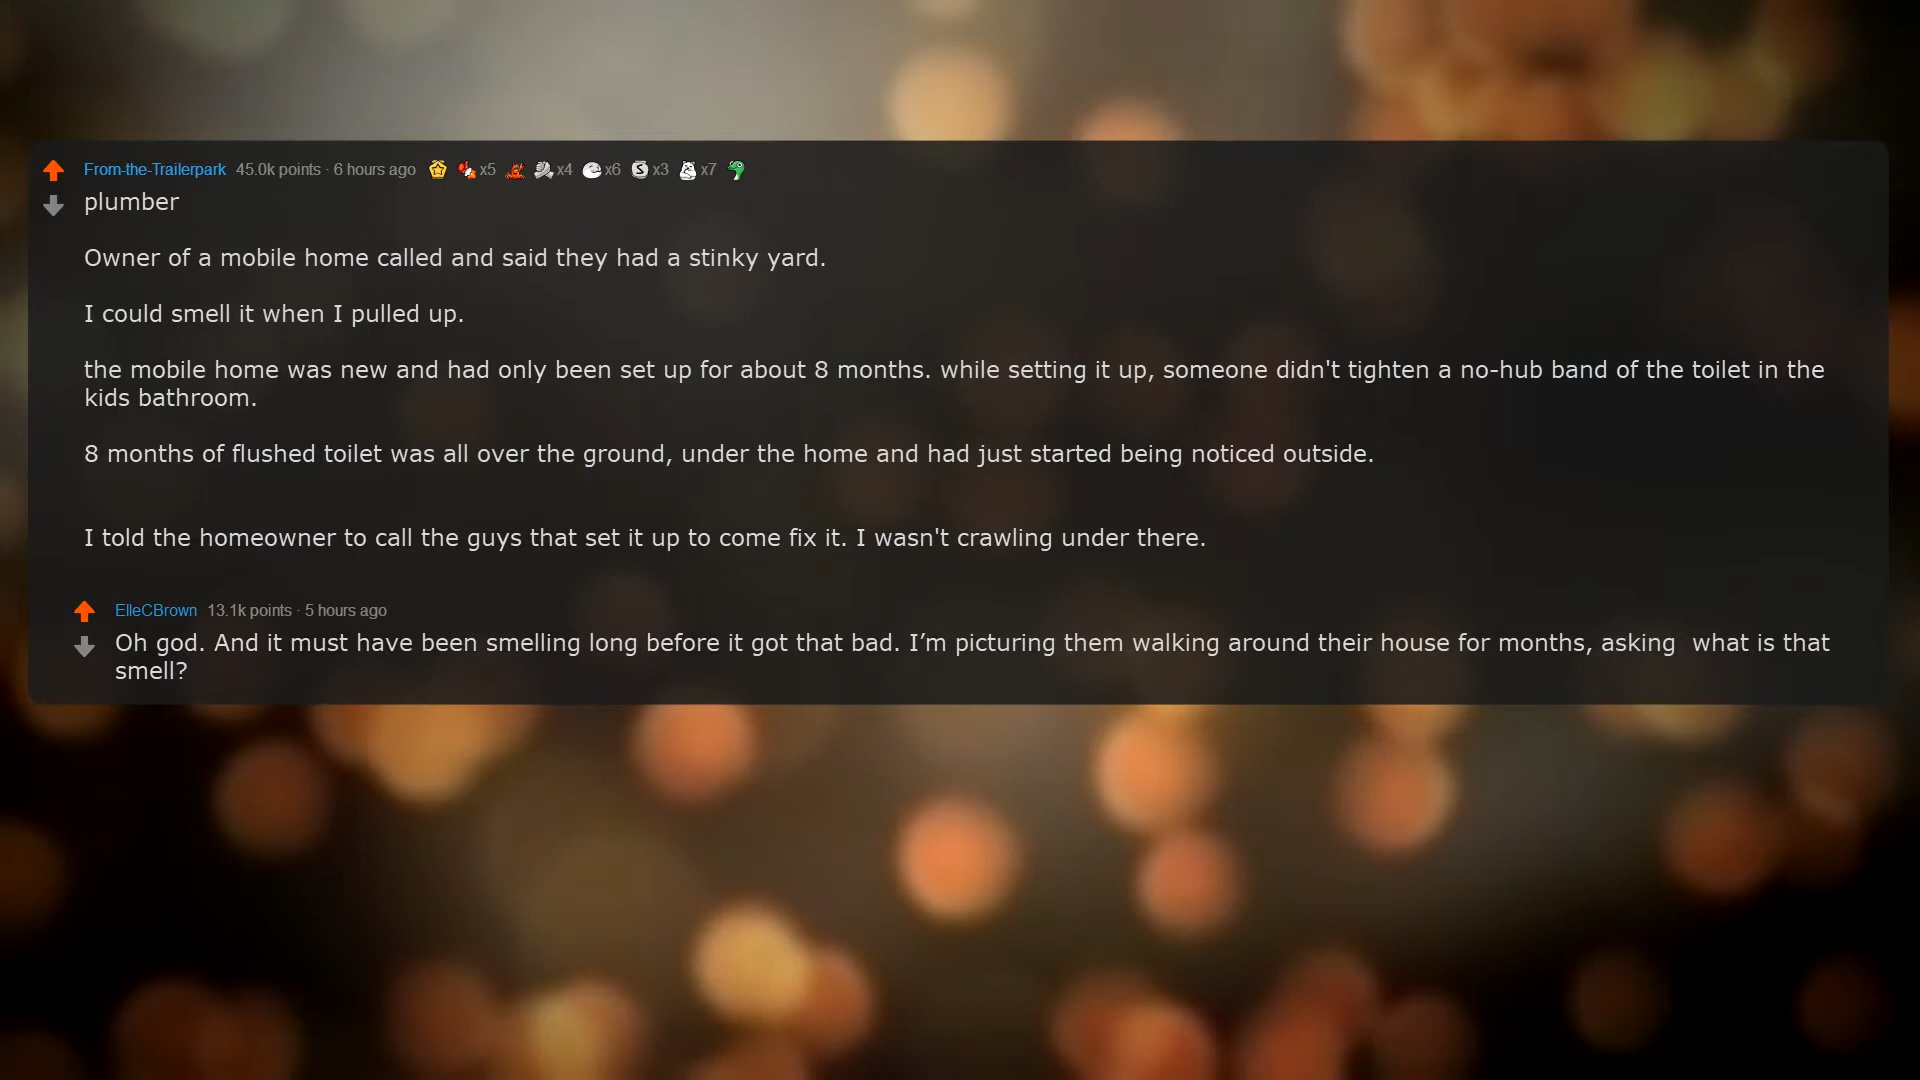 From-the-Trailerpark 45.0k points · 6 hours ago x5 x4 x6 x3 x7
plumber
Owner of a mobile home called and said they had a stinky yard.
I could smell it when I pulled up.
the mobile home was new and had only been set up for about 8 months. while setting it up, someone didn't tighten a no-hub band of the toilet in the
kids bathroom.
8 months of flushed toilet was all over the ground, under the home and had just started being noticed outside.
I told the homeowner to call the guys that set it up to come fix it. I wasn't crawling under there.
ElleCBrown 13.1k points · 5 hours ago
Oh god. And it must have been smelling long before it got that bad. I’m picturing them walking around their house for months, asking  what is that
smell?